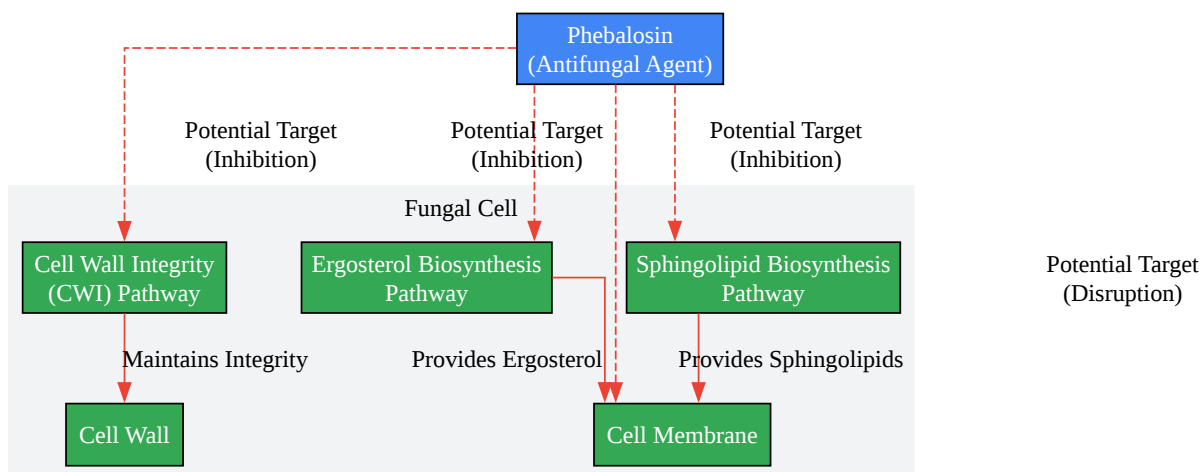 Phebalosin
(Antifungal Agent)
Potential Target
(Inhibition)
Potential Target
(Inhibition)
Potential Target
(Inhibition)
Fungal Cell
Cell Wall Integrity
(CWI) Pathway
Ergosterol Biosynthesis
Pathway
Sphingolipid Biosynthesis
Pathway
Potential Target
(Disruption)
Maintains Integrity
Provides Ergosterol
Provides Sphingolipids
Cell Wall
Cell Membrane